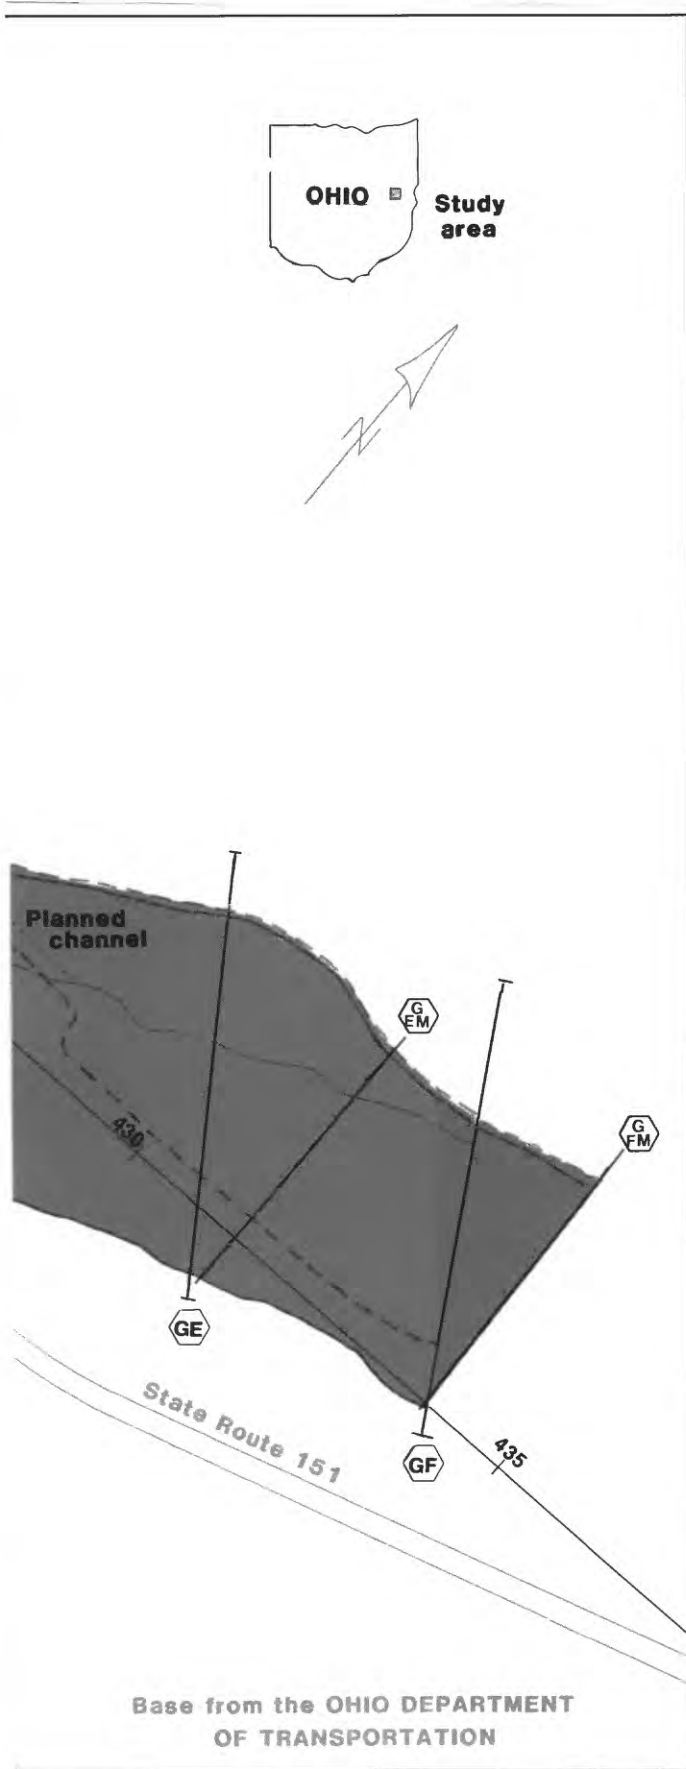 OHIO
Study
area
N
Planned
channel
G
EM
430
G
FM
GE
State Route 151
435
GF
Base from the OHIO DEPARTMENT
OF TRANSPORTATION